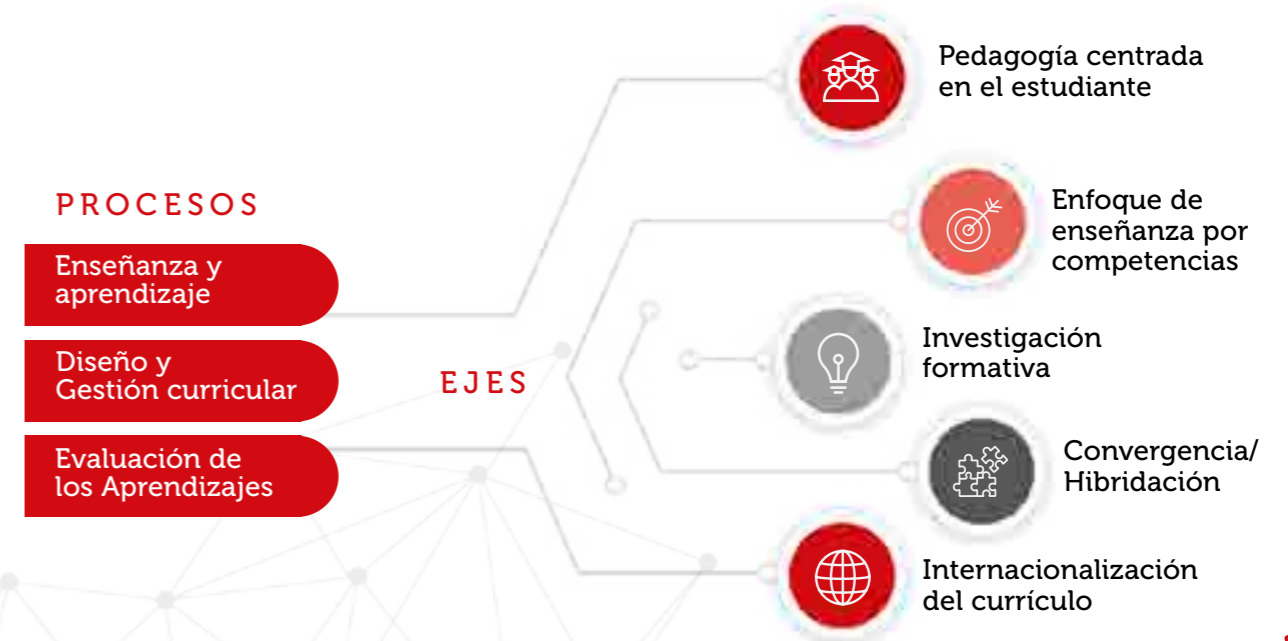 PROCESOS
Enseñanza y
aprendizaje
Diseño y
Gestión curricular
Evaluación de
los Aprendizajes
EJES
Pedagogía centrada
en el estudiante
Enfoque de
enseñanza por
competencias
Investigación
formativa
Convergencia/
Hibridación
Internacionalización
del currículo